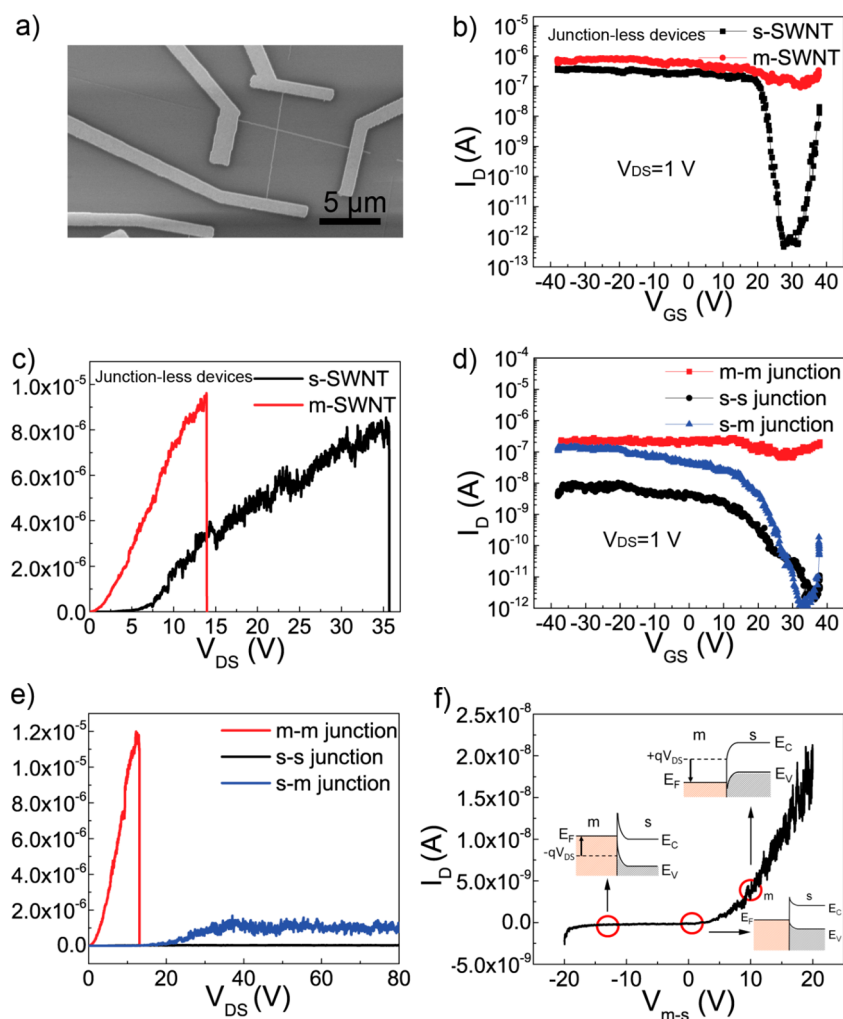 a)
5 µm
b)
Junction-less devices
s-SWNT
m-SWNT
10⁻⁵
10⁻⁶
10⁻⁷
10⁻⁸
10⁻⁹
10⁻¹⁰
10⁻¹¹
10⁻¹²
10⁻¹³
I_D (A)
V_DS=1 V
-40 -30 -20 -10 0 10 20 30 40
V_GS (V)
c)
Junction-less devices
s-SWNT
m-SWNT
1.0x10⁻⁵
8.0x10⁻⁶
6.0x10⁻⁶
4.0x10⁻⁶
2.0x10⁻⁶
0.0
0 5 10 15 20 25 30 35
V_DS (V)
d)
m-m junction
s-s junction
s-m junction
10⁻⁴
10⁻⁵
10⁻⁶
10⁻⁷
10⁻⁸
10⁻⁹
10⁻¹⁰
10⁻¹¹
10⁻¹²
I_D (A)
V_DS=1 V
-40 -30 -20 -10 0 10 20 30 40
V_GS (V)
e)
m-m junction
s-s junction
s-m junction
1.2x10⁻⁵
1.0x10⁻⁵
8.0x10⁻⁶
6.0x10⁻⁶
4.0x10⁻⁶
2.0x10⁻⁶
0.0
0 20 40 60 80
V_DS (V)
f)
2.5x10⁻⁸
2.0x10⁻⁸
1.5x10⁻⁸
1.0x10⁻⁸
5.0x10⁻⁹
0.0
-5.0x10⁻⁹
I_D (A)
m s
+qV_DS
E_C
E_F
E_V
m s
E_F
E_C
-qV_DS
E_V
m s
E_F
E_C
E_V
-20 -10 0 10 20
V_m-s (V)